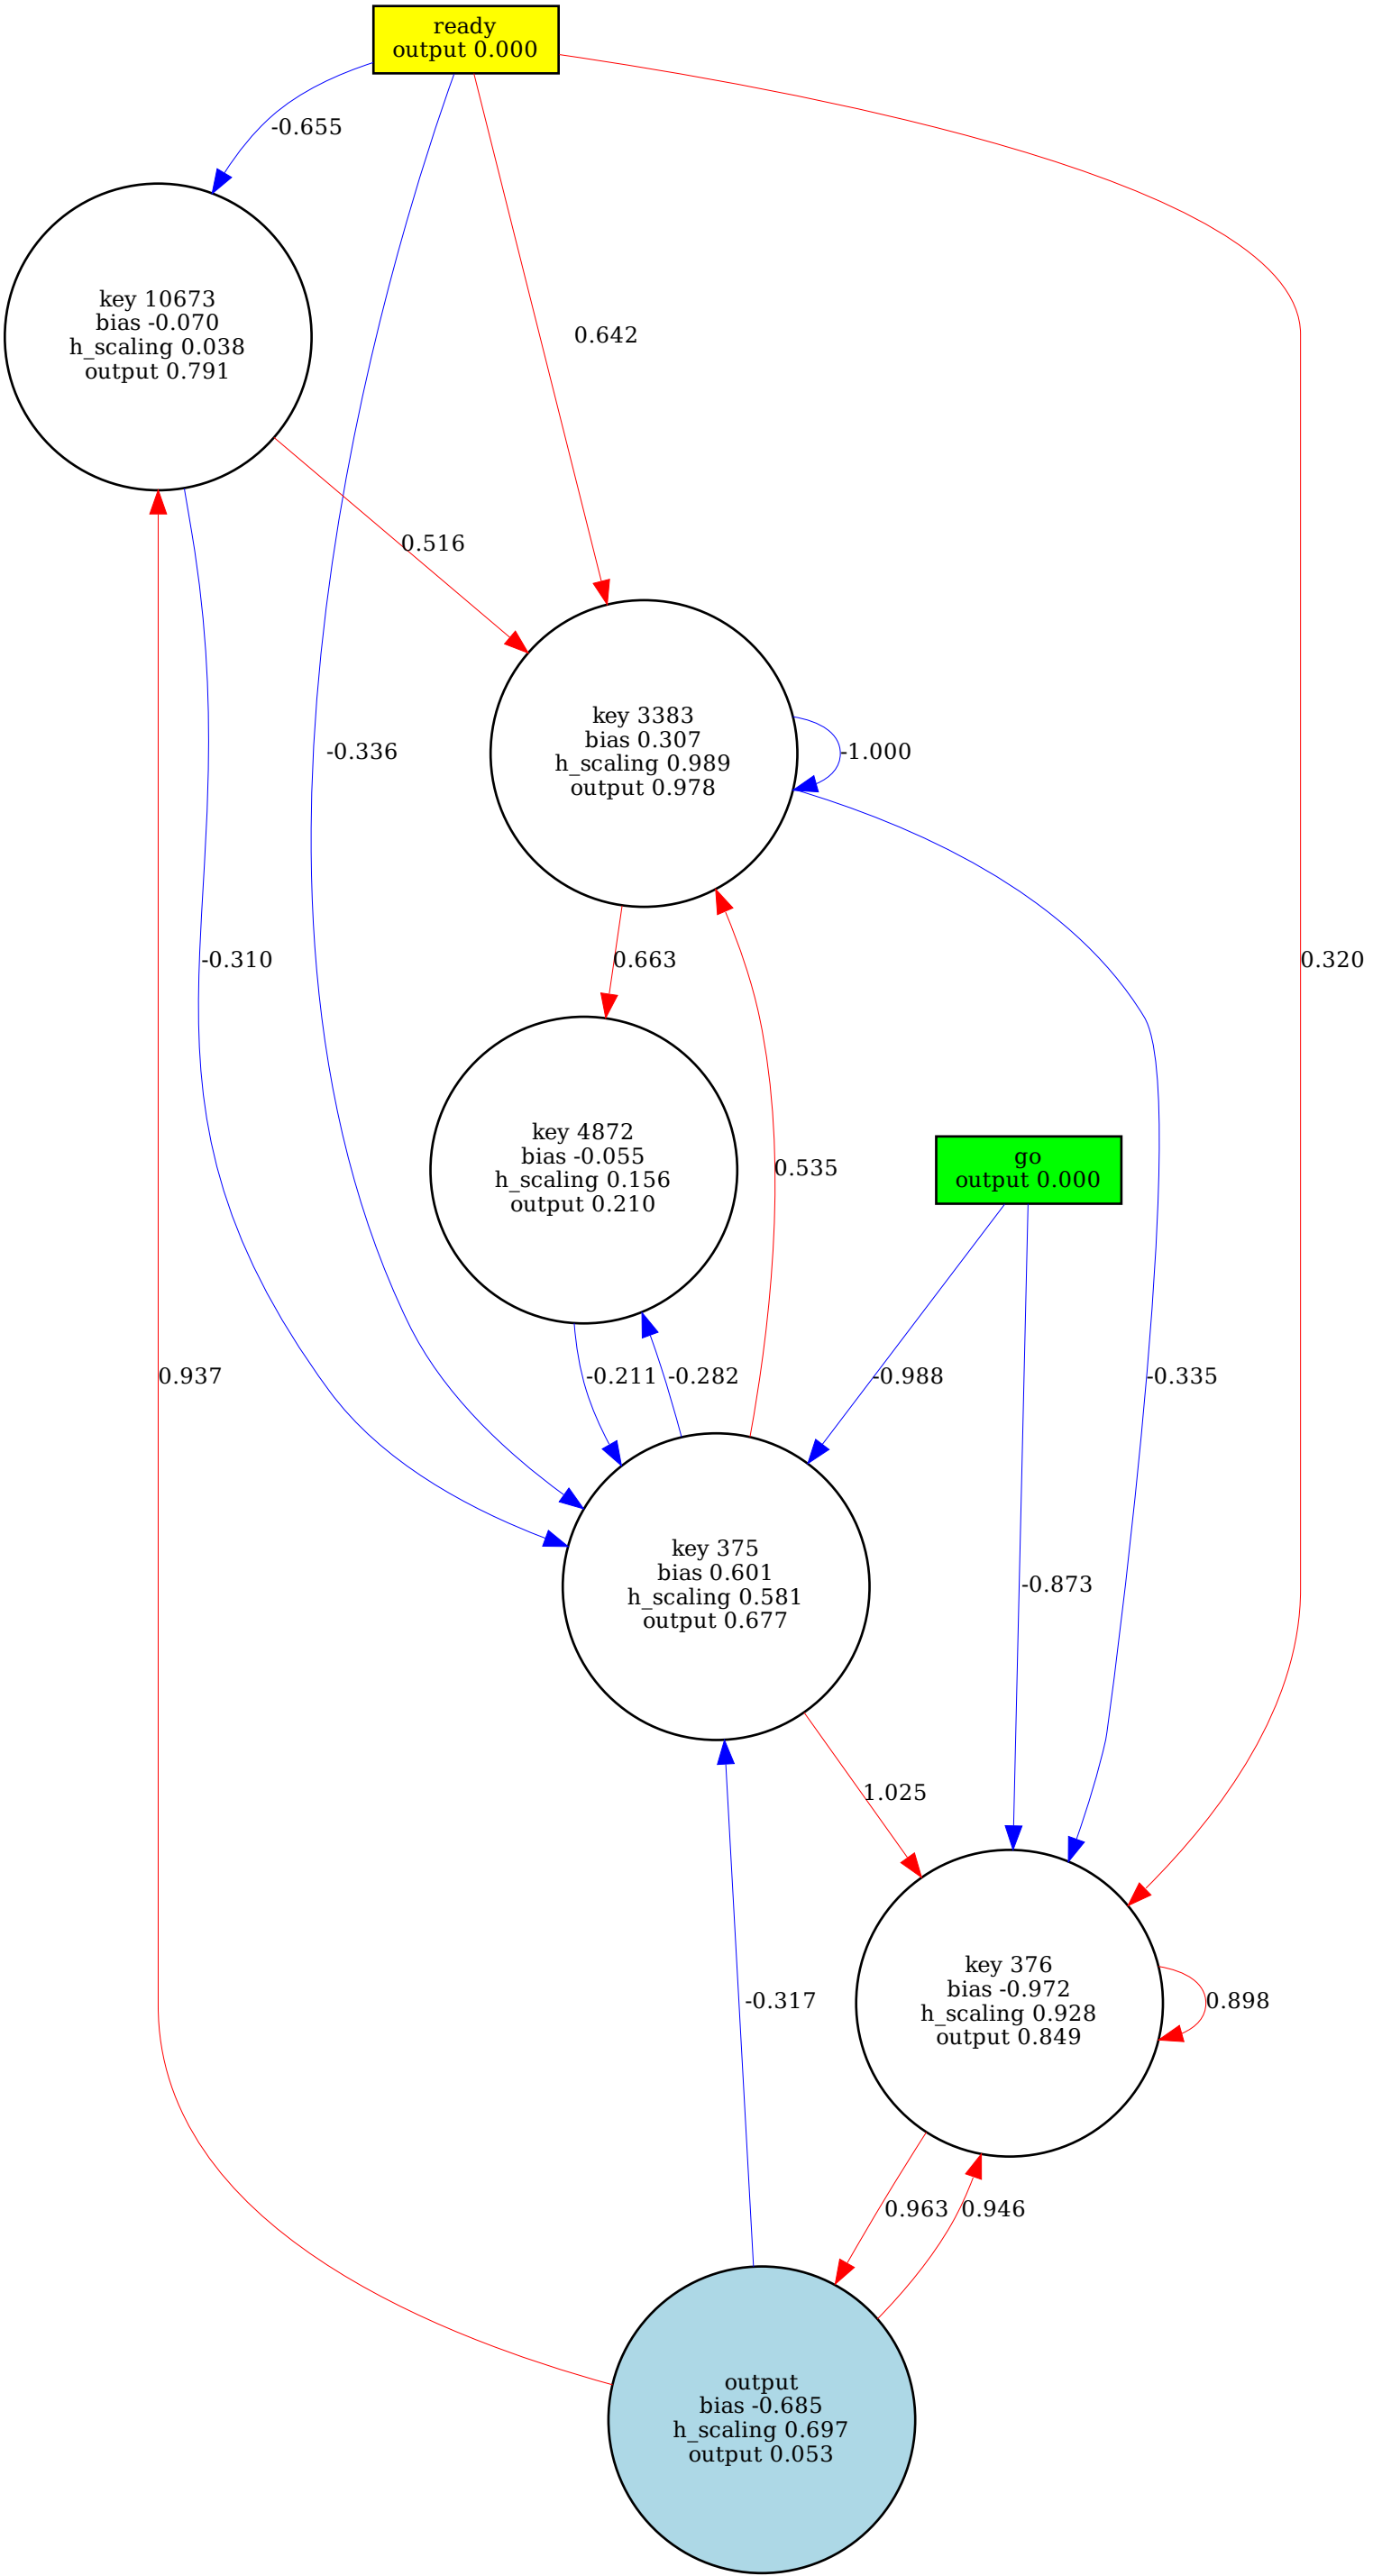 ready
output 0.000
-0.655
key 10673
bias -0.070
h_scaling 0.038
output 0.791
0.642
0.516
key 3383
bias 0.307
h_scaling 0.989
output 0.978
-0.336
-1.000
-0.310
0.663
0.320
key 4872
bias -0.055
h_scaling 0.156
output 0.210
0.535
go
output 0.000
0.937
-0.211
-0.282
-0.988
-0.335
key 375
bias 0.601
h_scaling 0.581
output 0.677
-0.873
1.025
key 376
bias -0.972
h_scaling 0.928
output 0.849
-0.317
0.898
0.963
0.946
output
bias -0.685
h_scaling 0.697
output 0.053